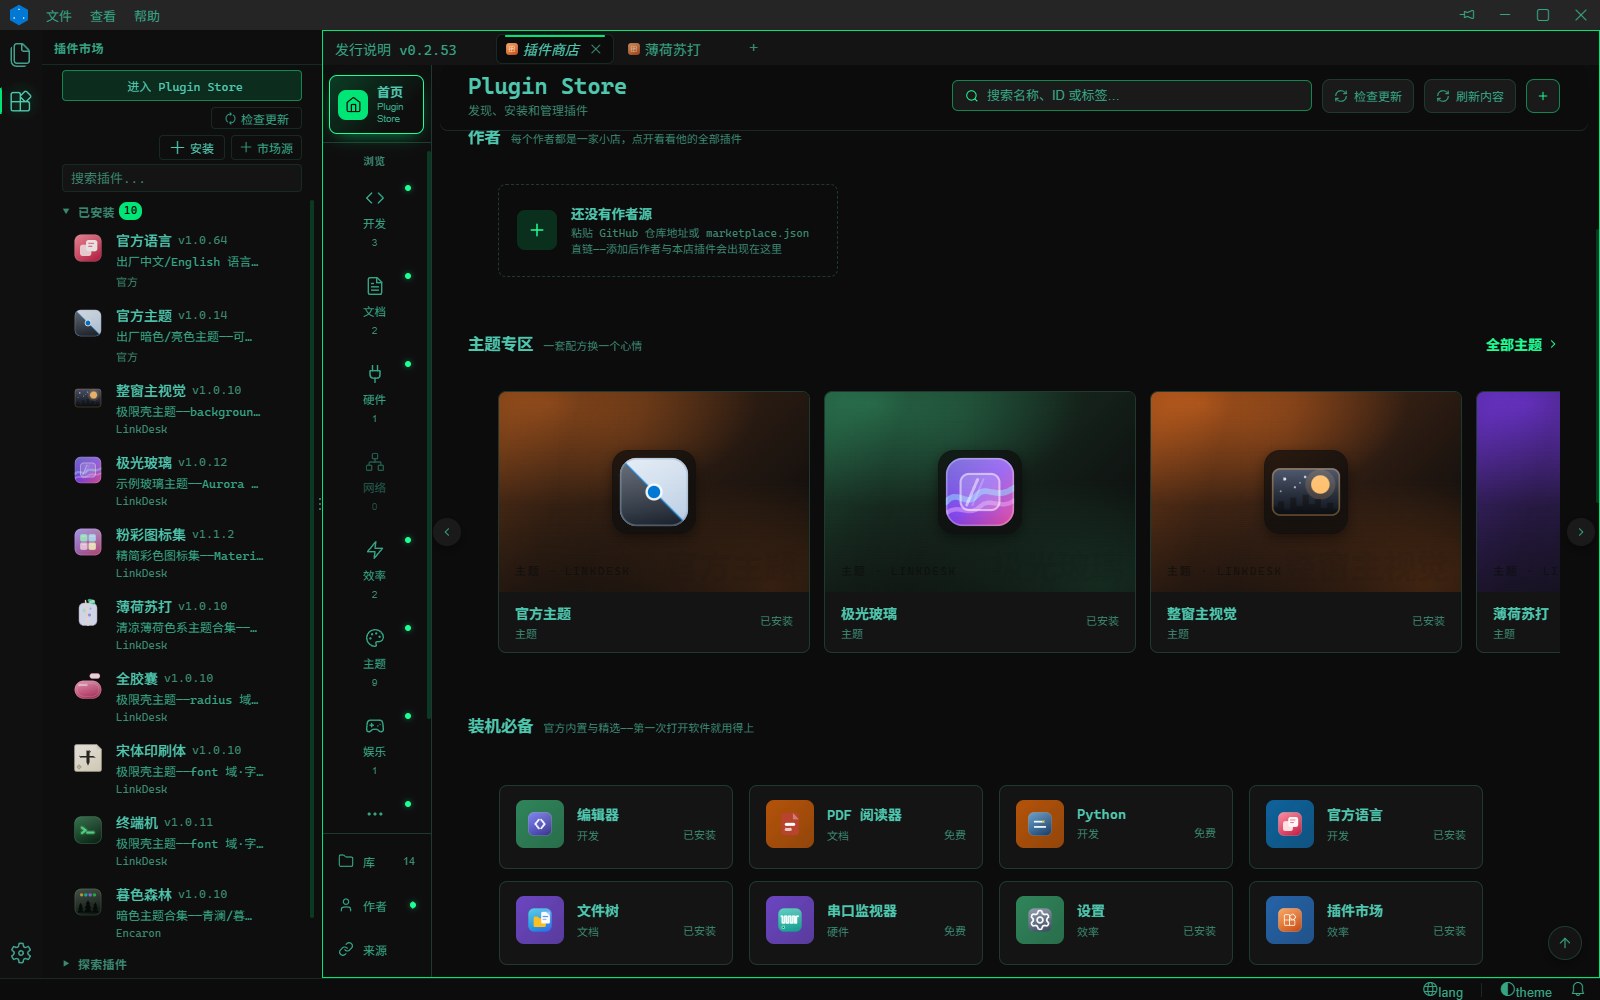 文件 查看 帮助
插件市场
进入 Plugin Store
检查更新
安装
市场源
搜索插件...
已安装 10
官方语言 v1.0.64
出厂中文/English 语言…
官方
官方主题 v1.0.14
出厂暗色/亮色主题——可…
官方
整窗主视觉 v1.0.10
极限壳主题——backgroun…
LinkDesk
极光玻璃 v1.0.12
示例玻璃主题——Aurora …
LinkDesk
粉彩图标集 v1.1.2
精简彩色图标集——Materi…
LinkDesk
薄荷苏打 v1.0.10
清凉薄荷色系主题合集——…
LinkDesk
全胶囊 v1.0.10
极限壳主题——radius 域…
LinkDesk
宋体印刷体 v1.0.10
极限壳主题——font 域·字…
LinkDesk
终端机 v1.0.11
极限壳主题——font 域·字…
LinkDesk
暮色森林 v1.0.10
暗色主题合集——青澜/暮…
Encaron
探索插件
发行说明 v0.2.53
插件商店
薄荷苏打
首页
Plugin
Store
浏览
开发
3
文档
2
硬件
1
网络
0
效率
2
主题
9
娱乐
1
库 14
作者
来源
Plugin Store
发现、安装和管理插件
搜索名称、ID 或标签...
检查更新
刷新内容
作者 每个作者都是一家小店，点开看看他的全部插件
还没有作者源
粘贴 GitHub 仓库地址或 marketplace.json
直链——添加后作者与本店插件会出现在这里
主题专区 一套配方换一个心情
全部主题
主题 · LINKDESK
主题 · LINKDESK
主题 · LINKDESK
主题 · LI
官方主题
主题
已安装
极光玻璃
主题
已安装
整窗主视觉
主题
已安装
薄荷苏打
主题
装机必备 官方内置与精选——第一次打开软件就用得上
编辑器
开发
已安装
PDF 阅读器
文档
免费
Python
开发
免费
官方语言
开发
已安装
文件树
文档
已安装
串口监视器
硬件
免费
设置
效率
已安装
插件市场
效率
已安装
lang
theme